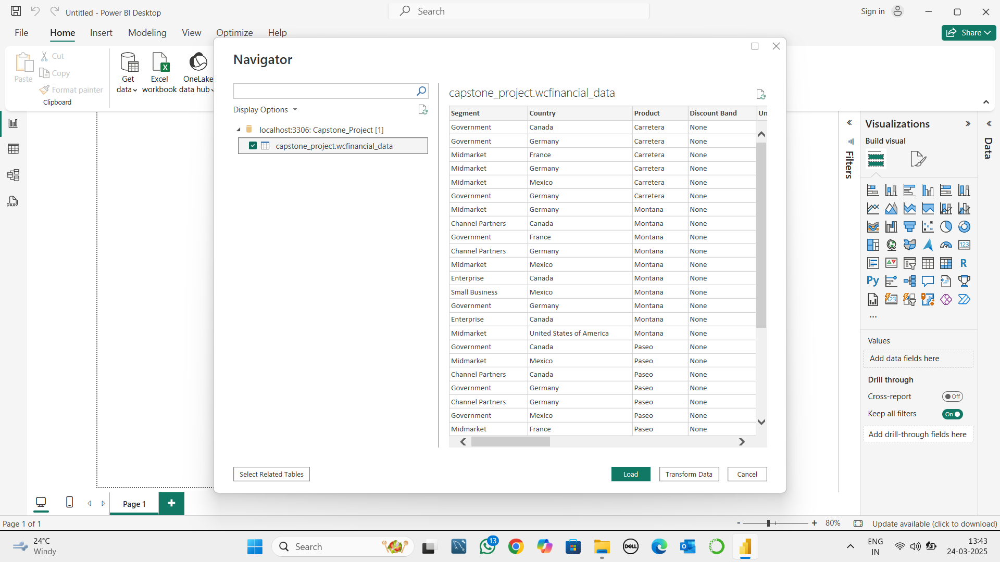 Untitled - Power BI Desktop
Search
Sign in
File
Home
Insert
Modeling
View
Optimize
Help
Share
Paste
Cut
Copy
Format painter
Clipboard
Get data
Excel workbook
OneLake data hub
Navigator
Display Options
localhost:3306: Capstone_Project [1]
capstone_project.wcfinancial_data
capstone_project.wcfinancial_data
Segment Country Product Discount Band Un
Government Canada Carretera None
Government Germany Carretera None
Midmarket France Carretera None
Midmarket Germany Carretera None
Midmarket Mexico Carretera None
Government Germany Carretera None
Midmarket Germany Montana None
Channel Partners Canada Montana None
Government France Montana None
Channel Partners Germany Montana None
Midmarket Mexico Montana None
Enterprise Canada Montana None
Small Business Mexico Montana None
Government Germany Montana None
Enterprise Canada Montana None
Midmarket United States of America Montana None
Government Canada Paseo None
Midmarket Mexico Paseo None
Channel Partners Canada Paseo None
Government Germany Paseo None
Channel Partners Germany Paseo None
Government Mexico Paseo None
Midmarket France Paseo None
Select Related Tables
Load
Transform Data
Cancel
Filters
Visualizations
Build visual
123
R
Py
123
Values
Add data fields here
Drill through
Cross-report
Off
Keep all filters
On
Add drill-through fields here
Data
DAX
Page 1
Page 1 of 1
- + 80%
Update available (click to download)
24°C
Windy
Search
13
DELL
ENG
IN
13:43
24-03-2025